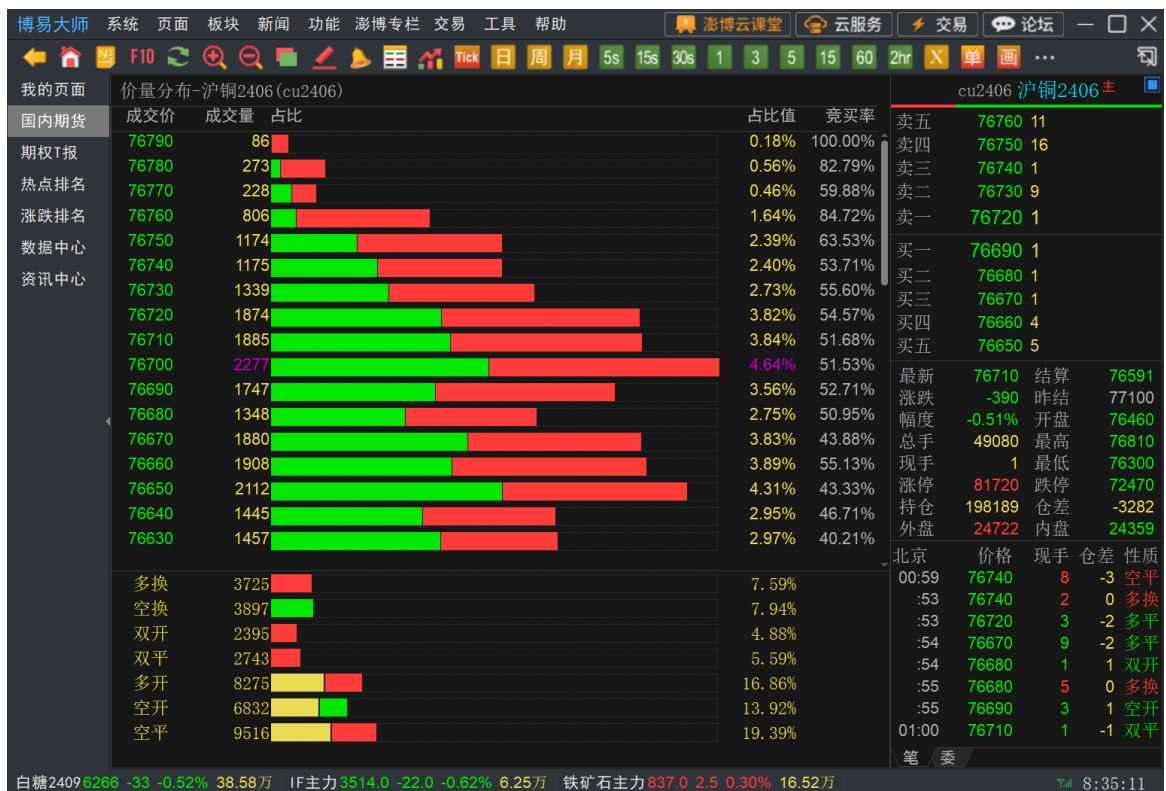 博易大师 系统 页面 板块 新闻 功能 澎博专栏 交易 工具 帮助 澎博云课堂 云服务 交易 论坛
F10 Tick 日 周 月 5s 15s 30s 1 3 5 15 60 2hr X 单 画 ...
我的页面
国内期货
期权T报
热点排名
涨跌排名
数据中心
资讯中心
价量分布-沪铜2406(cu2406)
成交价 成交量 占比 占比值 竞买率
76790 86 0.18% 100.00%
76780 273 0.56% 82.79%
76770 228 0.46% 59.88%
76760 806 1.64% 84.72%
76750 1174 2.39% 63.53%
76740 1175 2.40% 53.71%
76730 1339 2.73% 55.60%
76720 1874 3.82% 54.57%
76710 1885 3.84% 51.68%
76700 2277 4.64% 51.53%
76690 1747 3.56% 52.71%
76680 1348 2.75% 50.95%
76670 1880 3.83% 43.88%
76660 1908 3.89% 55.13%
76650 2112 4.31% 43.33%
76640 1445 2.95% 46.71%
76630 1457 2.97% 40.21%
多换 3725 7.59%
空换 3897 7.94%
双开 2395 4.88%
双平 2743 5.59%
多开 8275 16.86%
空开 6832 13.92%
空平 9516 19.39%
cu2406 沪铜2406主
卖五 76760 11
卖四 76750 16
卖三 76740 1
卖二 76730 9
卖一 76720 1
买一 76690 1
买二 76680 1
买三 76670 1
买四 76660 4
买五 76650 5
最新 76710 结算 76591
涨跌 -390 昨结 77100
幅度 -0.51% 开盘 76460
总手 49080 最高 76810
现手 1 最低 76300
涨停 81720 跌停 72470
持仓 198189 仓差 -3282
外盘 24722 内盘 24359
北京 价格 现手 仓差 性质
00:59 76740 8 -3 空平
:53 76740 2 0 多换
:53 76720 3 -2 多平
:54 76670 9 -2 多平
:54 76680 1 1 双开
:55 76680 5 0 多换
:55 76690 3 1 空开
01:00 76710 1 -1 双平
笔 委
白糖2409 6266 -33 -0.52% 38.58万 IF主力 3514.0 -22.0 -0.62% 6.25万 铁矿石主力 837.0 2.5 0.30% 16.52万 8:35:11